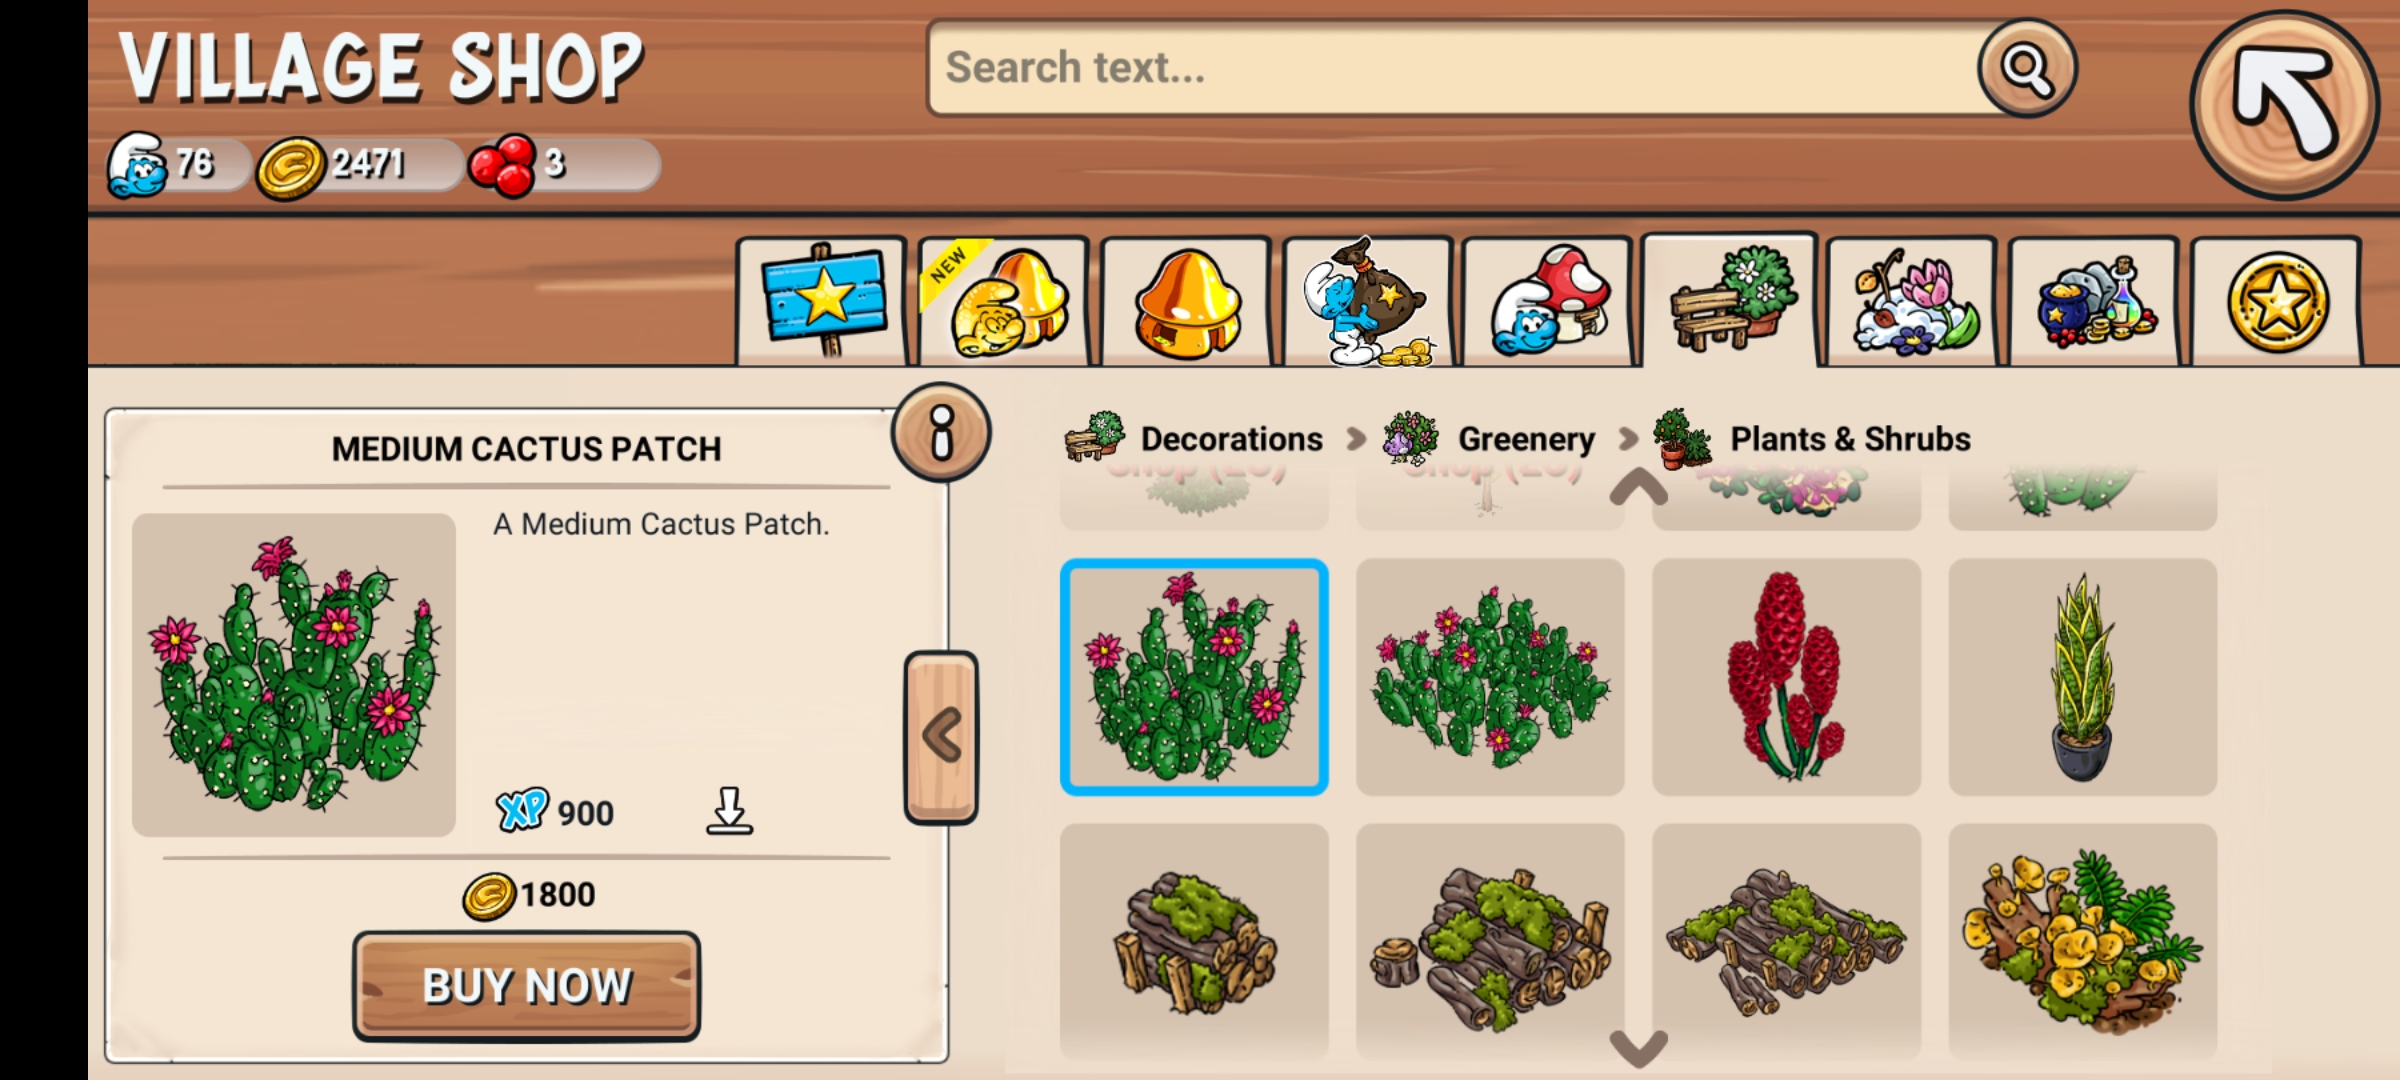 VILLAGE SHOP
Search text...
76
2471
3
NEW
MEDIUM CACTUS PATCH
A Medium Cactus Patch.
XP 900
1800
BUY NOW
Decorations > Greenery > Plants & Shrubs